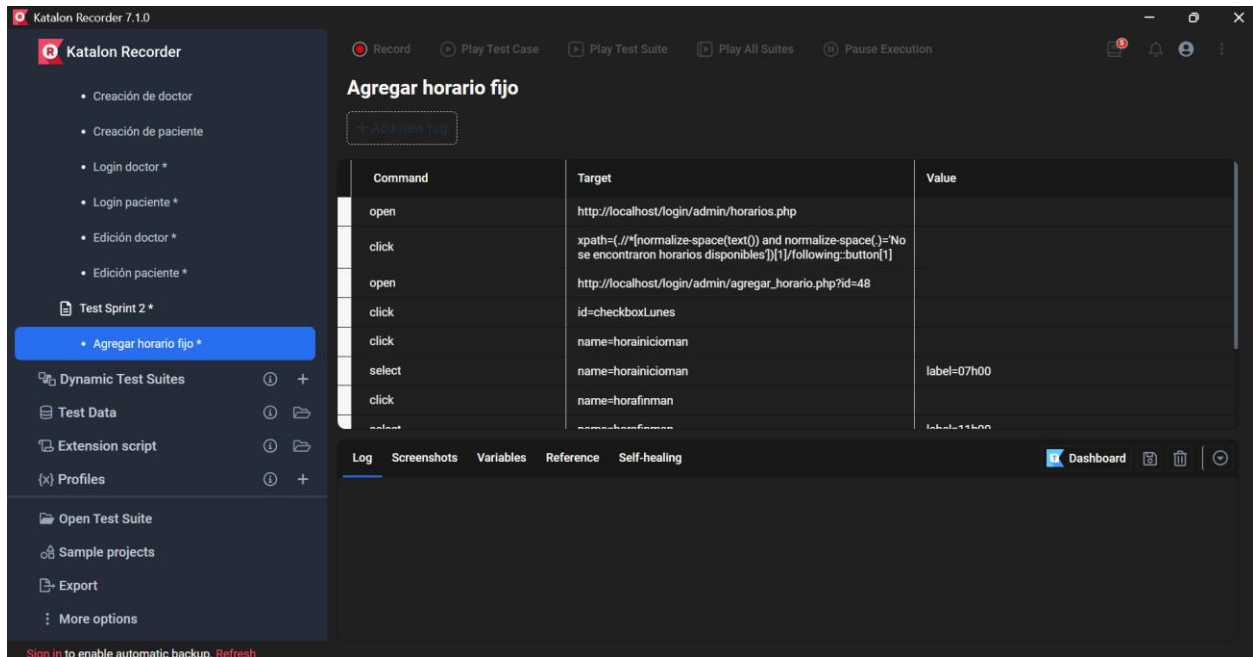 Katalon Recorder 7.1.0
Katalon Recorder
Record Play Test Case Play Test Suite Play All Suites Pause Execution
5
Agregar horario fijo
+ Add new tag
• Creación de doctor
• Creación de paciente
• Login doctor *
• Login paciente *
• Edición doctor *
• Edición paciente *
Test Sprint 2 *
• Agregar horario fijo *
Dynamic Test Suites
Test Data
Extension script
{x} Profiles
Open Test Suite
Sample projects
Export
More options
Sign in to enable automatic backup. Refresh
Command Target Value
open http://localhost/login/admin/horarios.php
click xpath=(.//*[normalize-space(text()) and normalize-space(.)='No
se encontraron horarios disponibles'])[1]/following::button[1]
open http://localhost/login/admin/agregar_horario.php?id=48
click id=checkboxLunes
click name=horainicioman
select name=horainicioman label=07h00
click name=horafinman
select name=horafinman label=11h00
Log Screenshots Variables Reference Self-healing Dashboard